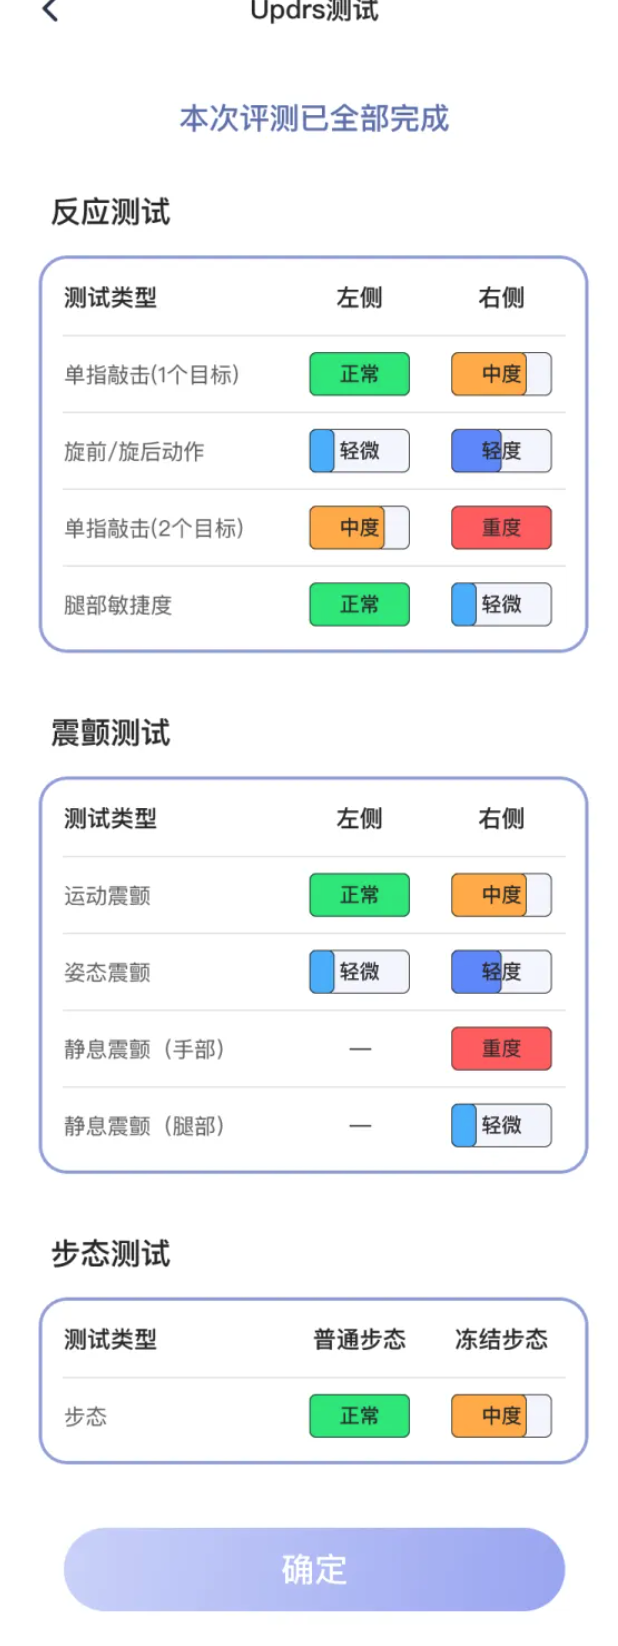 Updrs测试
本次评测已全部完成
反应测试
测试类型 左侧 右侧
单指敲击(1个目标) 正常 中度
旋前/旋后动作 轻微 轻度
单指敲击(2个目标) 中度 重度
腿部敏捷度 正常 轻微
震颤测试
测试类型 左侧 右侧
运动震颤 正常 中度
姿态震颤 轻微 轻度
静息震颤（手部） — 重度
静息震颤（腿部） — 轻微
步态测试
测试类型 普通步态 冻结步态
步态 正常 中度
确定